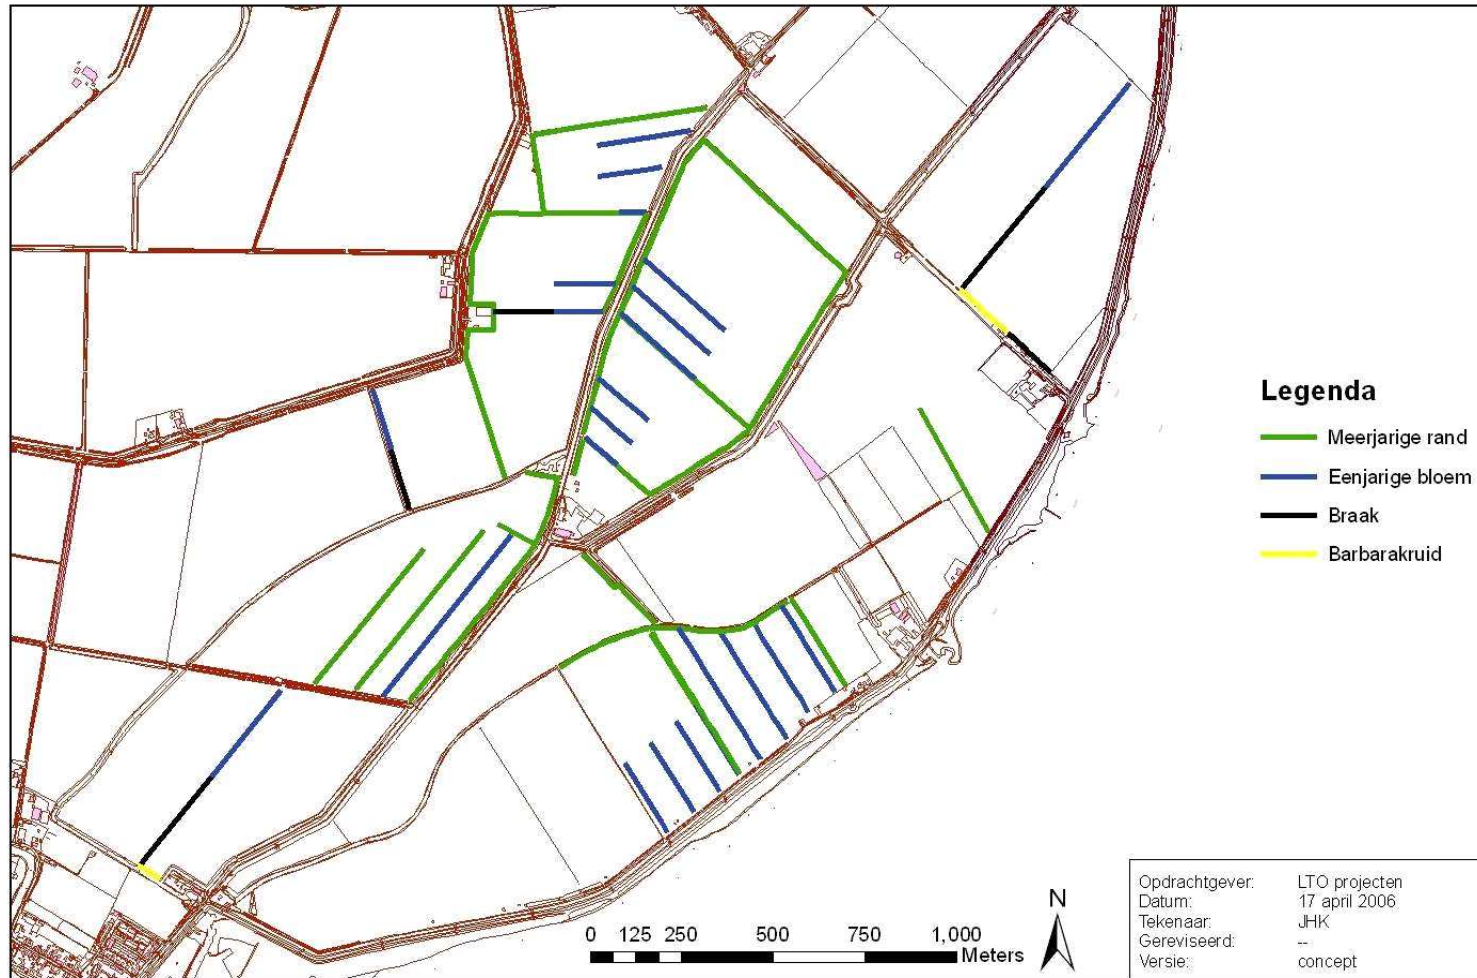 Legenda
Meerjarige rand
Eenjarige bloem
Braak
Barbarakruid
N
0 125 250 500 750 1,000
Meters
Opdrachtgever: LTO projecten
Datum: 17 april 2006
Tekenaar: JHK
Gereviseerd: --
Versie: concept